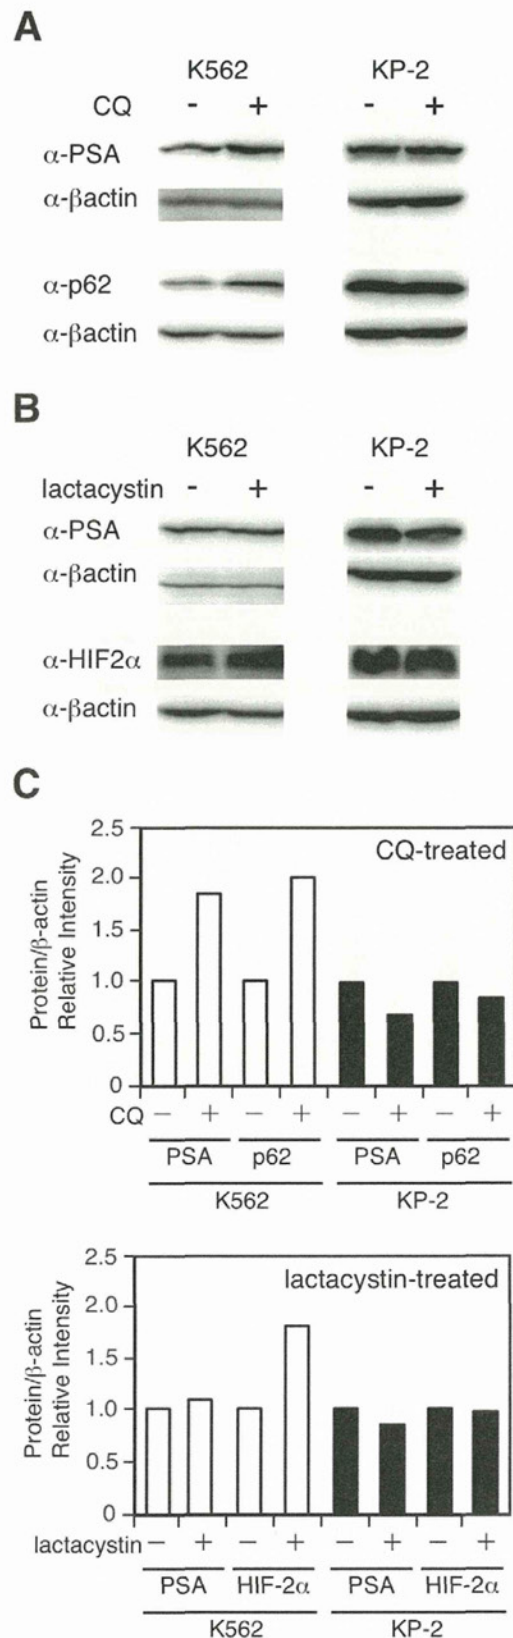 A
K562 KP-2
CQ - + - +
α-PSA
α-βactin
α-p62
α-βactin
B
K562 KP-2
lactacystin - + - +
α-PSA
α-βactin
α-HIF2α
α-βactin
C
2.5
2.0
1.5
1.0
0.5
0
Protein/β-actin
Relative Intensity
CQ-treated
CQ − + − + − + − +
PSA p62 PSA p62
K562 KP-2
2.5
2.0
1.5
1.0
0.5
0
Protein/β-actin
Relative Intensity
lactacystin-treated
lactacystin − + − + − + − +
PSA HIF-2α PSA HIF-2α
K562 KP-2